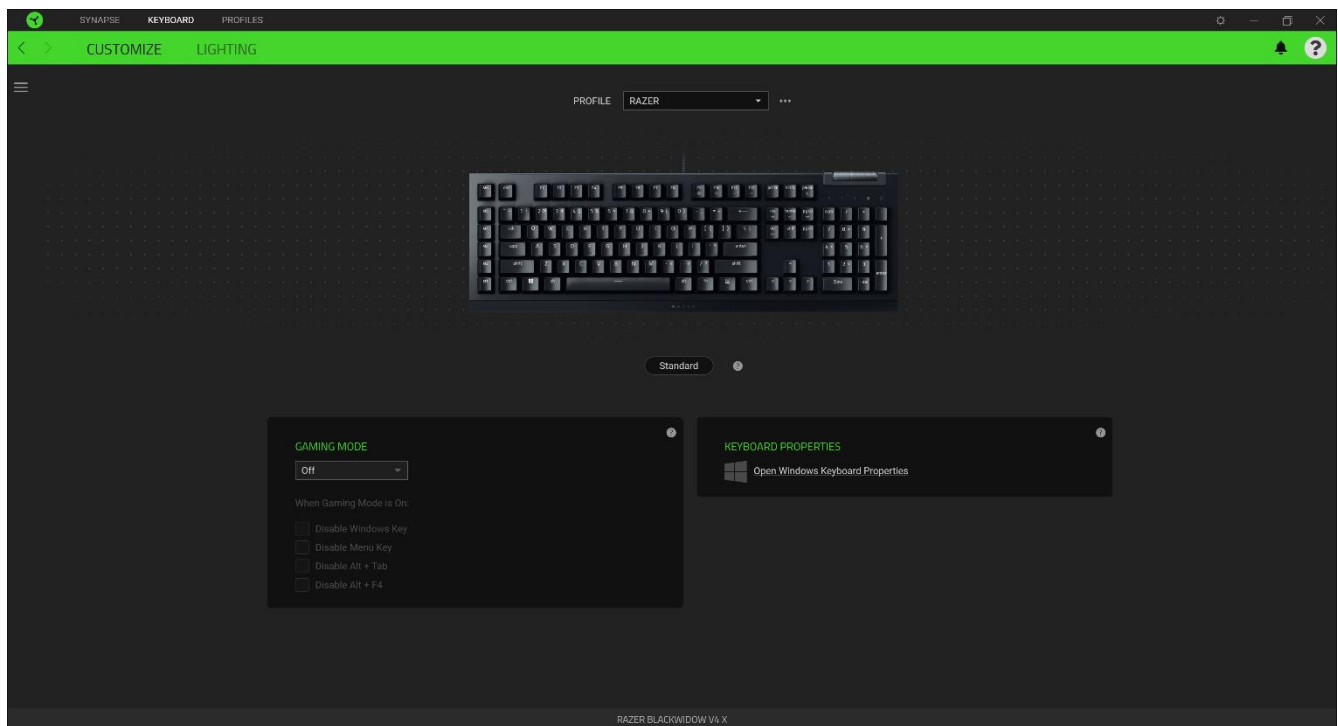 SYNAPSE KEYBOARD PROFILES
CUSTOMIZE LIGHTING
PROFILE RAZER
Standard
GAMING MODE
Off
When Gaming Mode is On:
Disable Windows Key
Disable Menu Key
Disable Alt + Tab
Disable Alt + F4
KEYBOARD PROPERTIES
Open Windows Keyboard Properties
RAZER BLACKWIDOW V4 X